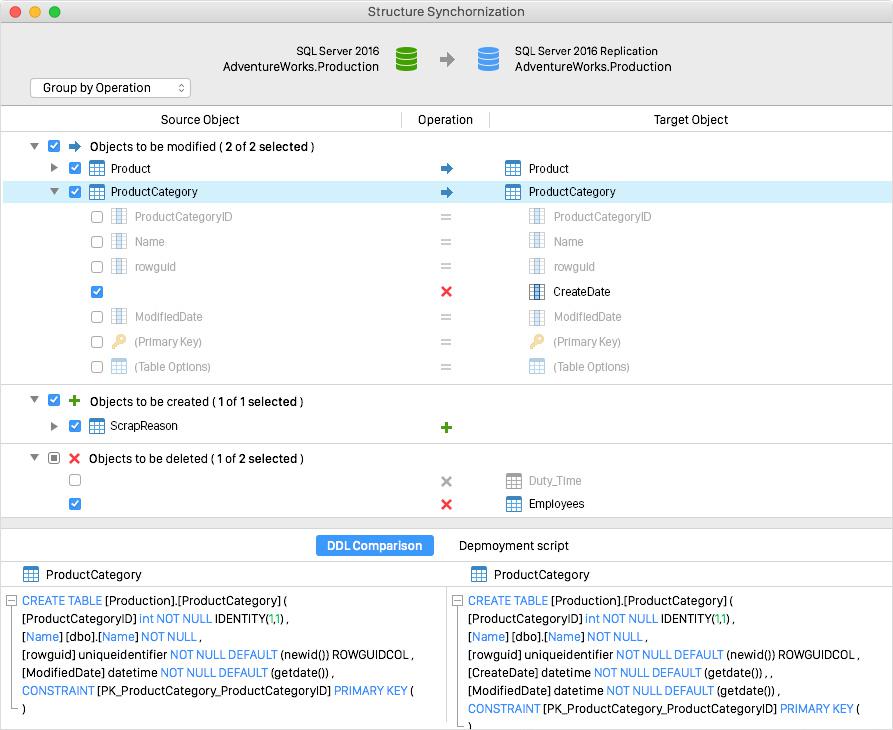 Structure Synchornization
SQL Server 2016
AdventureWorks.Production
SQL Server 2016 Replication
AdventureWorks.Production
Group by Operation
Source Object Operation Target Object
Objects to be modified ( 2 of 2 selected )
Product Product
ProductCategory ProductCategory
ProductCategoryID = ProductCategoryID
Name = Name
rowguid = rowguid
CreateDate
ModifiedDate = ModifiedDate
(Primary Key) = (Primary Key)
(Table Options) = (Table Options)
Objects to be created ( 1 of 1 selected )
ScrapReason
Objects to be deleted ( 1 of 2 selected )
Duty_Time
Employees
DDL Comparison Depmoyment script
ProductCategory
CREATE TABLE [Production].[ProductCategory] (
[ProductCategoryID] int NOT NULL IDENTITY(1,1) ,
[Name] [dbo].[Name] NOT NULL ,
[rowguid] uniqueidentifier NOT NULL DEFAULT (newid()) ROWGUIDCOL ,
[ModifiedDate] datetime NOT NULL DEFAULT (getdate()) ,
CONSTRAINT [PK_ProductCategory_ProductCategoryID] PRIMARY KEY (
)
ProductCategory
CREATE TABLE [Production].[ProductCategory] (
[ProductCategoryID] int NOT NULL IDENTITY(1,1) ,
[Name] [dbo].[Name] NOT NULL ,
[rowguid] uniqueidentifier NOT NULL DEFAULT (newid()) ROWGUIDCOL ,
[CreateDate] datetime NOT NULL DEFAULT (getdate()) , ,
[ModifiedDate] datetime NOT NULL DEFAULT (getdate()) ,
CONSTRAINT [PK_ProductCategory_ProductCategoryID] PRIMARY KEY (
)